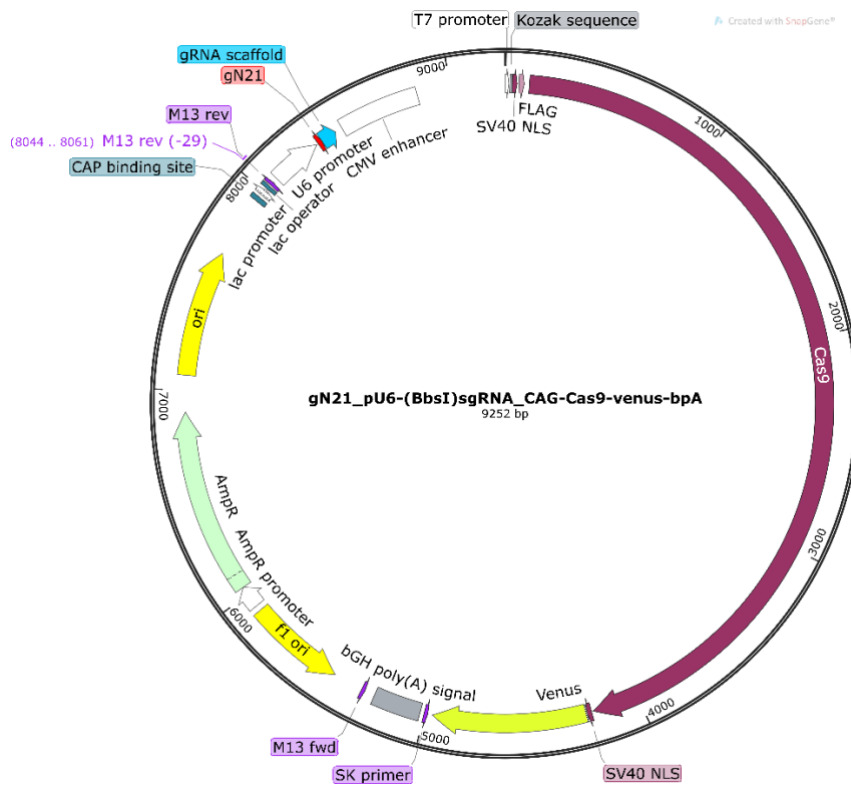 T7 promoter
Kozak sequence
Created with SnapGene®
gRNA scaffold
gN21
M13 rev
(8044 .. 8061) M13 rev (-29)
CAP binding site
9000
FLAG
SV40 NLS
1000
CMV enhancer
U6 promoter
lac operator
lac promoter
8000
ori
2000
Cas9
gN21_pU6-(BbsI)sgRNA_CAG-Cas9-venus-bpA
9252 bp
7000
AmpR
AmpR promoter
6000
f1 ori
3000
bGH poly(A) signal
Venus
4000
5000
M13 fwd
SK primer
SV40 NLS